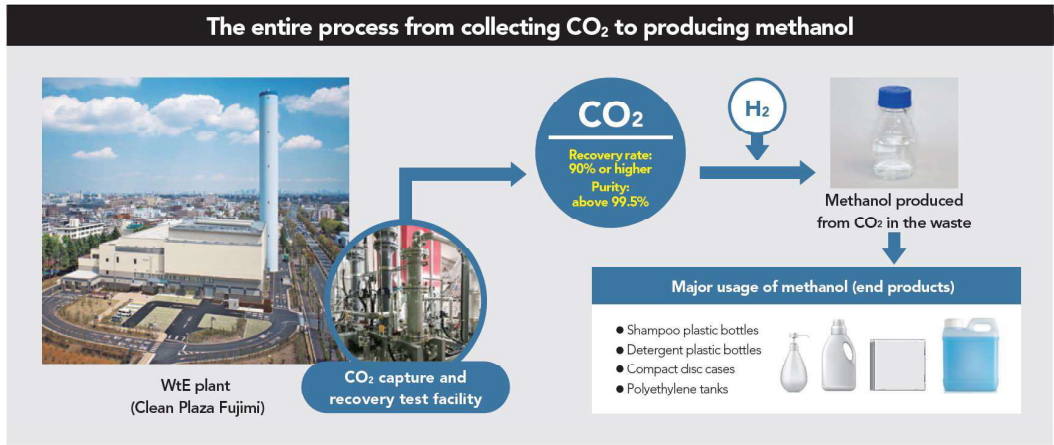 The entire process from collecting CO2 to producing methanol
WtE plant
(Clean Plaza Fujimi)
CO2 capture and
recovery test facility
CO2
Recovery rate:
90% or higher
Purity:
above 99.5%
H2
Methanol produced
from CO2 in the waste
Major usage of methanol (end products)
● Shampoo plastic bottles
● Detergent plastic bottles
● Compact disc cases
● Polyethylene tanks